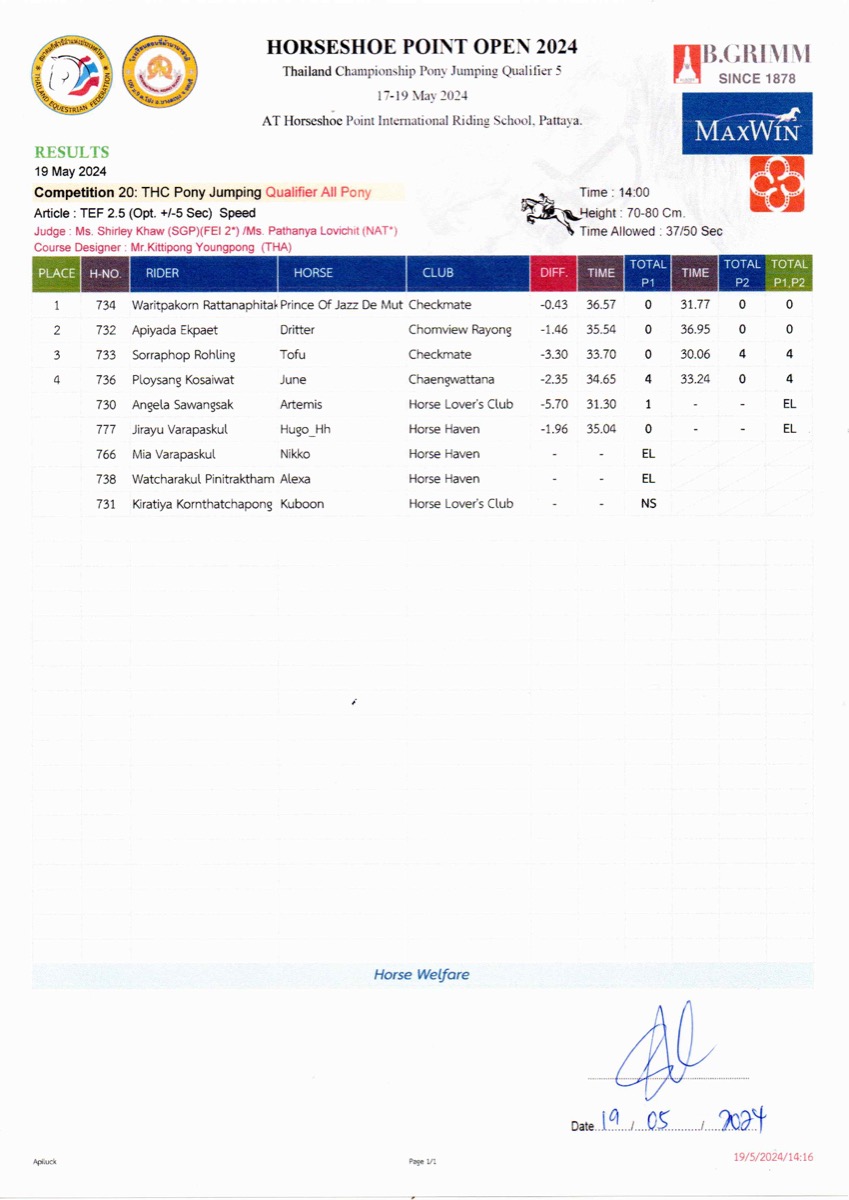 HORSESHOE POINT OPEN 2024
Thailand Championship Pony Jumping Qualifier 5
17-19 May 2024
AT Horseshoe Point International Riding School, Pattaya.
THAILAND EQUESTRIAN FEDERATION
B.GRIMM
SINCE 1878
MAXWIN
RESULTS
19 May 2024
Competition 20: THC Pony Jumping Qualifier All Pony
Time : 14:00
Article : TEF 2.5 (Opt. +/-5 Sec) Speed
Height : 70-80 Cm.
Judge : Ms. Shirley Khaw (SGP)(FEI 2*) /Ms. Pathanya Lovichit (NAT*)
Time Allowed : 37/50 Sec
Course Designer : Mr.Kittipong Youngpong (THA)
PLACE H-NO. RIDER HORSE CLUB DIFF. TIME TOTAL P1 TIME TOTAL P2 TOTAL P1,P2
1 734 Waritpakorn Rattanaphital Prince Of Jazz De Mut Checkmate -0.43 36.57 0 31.77 0 0
2 732 Apiyada Ekpaet Dritter Chomview Rayong -1.46 35.54 0 36.95 0 0
3 733 Sorraphop Rohling Tofu Checkmate -3.30 33.70 0 30.06 4 4
4 736 Ploysang Kosaiwat June Chaengwattana -2.35 34.65 4 33.24 0 4
730 Angela Sawangsak Artemis Horse Lover's Club -5.70 31.30 1 - - EL
777 Jirayu Varapaskul Hugo_Hh Horse Haven -1.96 35.04 0 - - EL
766 Mia Varapaskul Nikko Horse Haven - - EL
738 Watcharakul Pinitraktham Alexa Horse Haven - - EL
731 Kiratiya Kornthatchapong Kuboon Horse Lover's Club - - NS
Horse Welfare
Date 19 / 05 / 2024
Apiluck
Page 1/1
19/5/2024/14:16